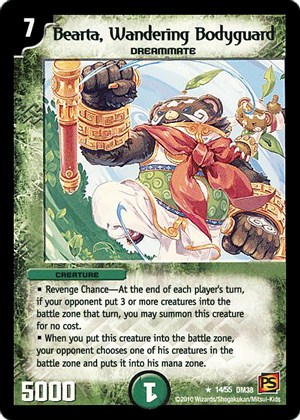 7
Bearta, Wandering Bodyguard
DREAMMATE
CREATURE
■ Revenge Chance—At the end of each player's turn,
if your opponent put 3 or more creatures into the
battle zone that turn, you may summon this creature
for no cost.
■ When you put this creature into the battle zone,
your opponent chooses one of his creatures in the
battle zone and puts it into his mana zone.
5000
1
★ 14/55 DM38
PS
©2010 Wizards/Shogakukan/Mitsui-Kids